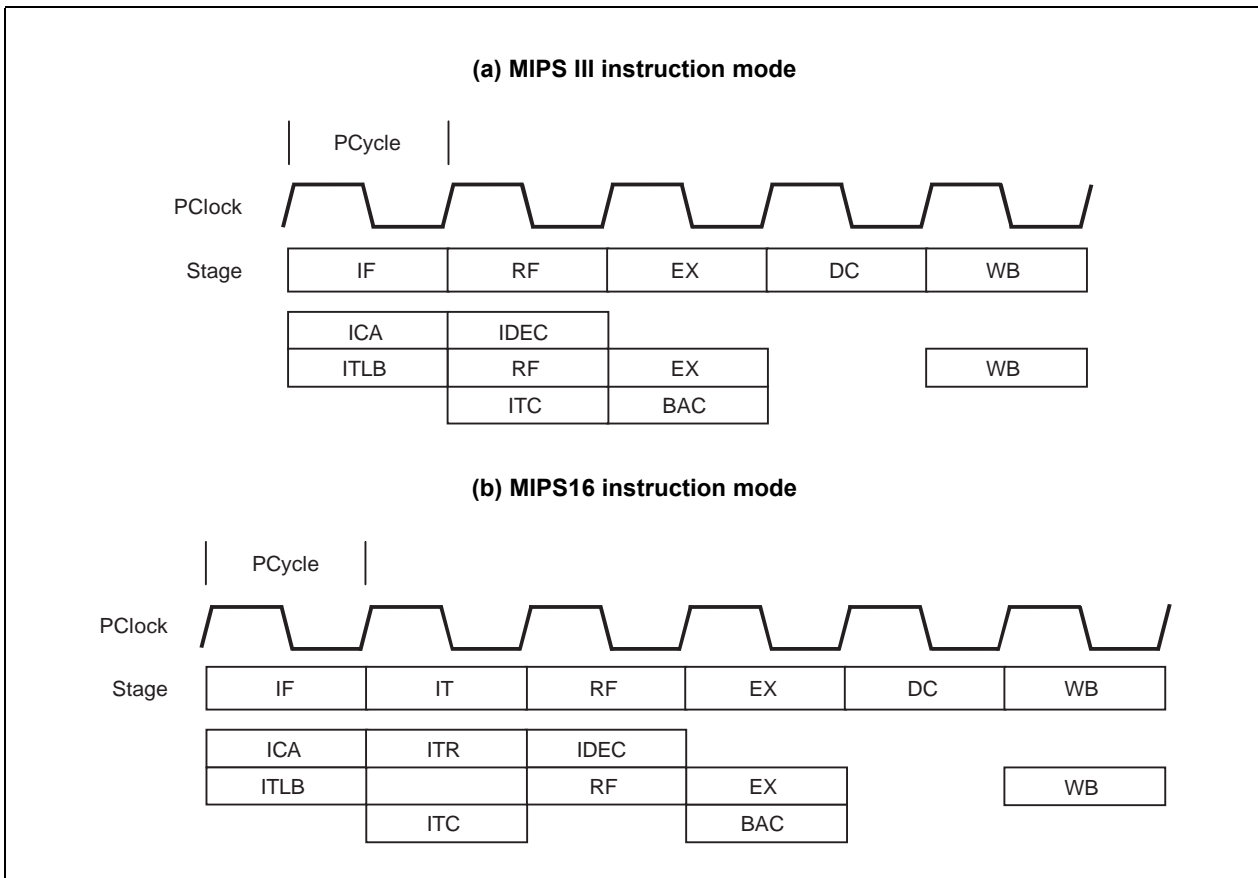 (a) MIPS III instruction mode
PCycle
PClock
Stage IF RF EX DC WB
ICA IDEC
ITLB RF EX WB
ITC BAC
(b) MIPS16 instruction mode
PCycle
PClock
Stage IF IT RF EX DC WB
ICA ITR IDEC
ITLB RF EX WB
ITC BAC